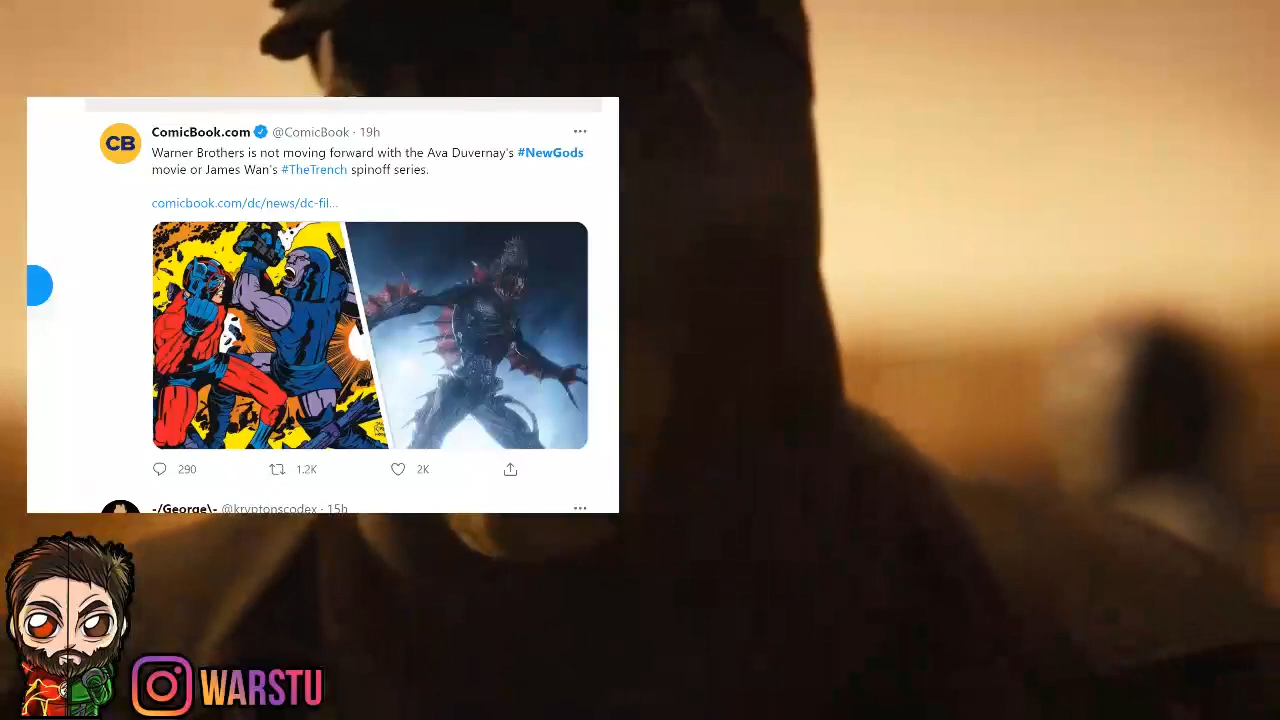 CB
ComicBook.com @ComicBook · 19h
Warner Brothers is not moving forward with the Ava Duvernay's #NewGods
movie or James Wan's #TheTrench spinoff series.
comicbook.com/dc/news/dc-fil...
290 1.2K 2K
-/George\- @kryptonscodex · 15h
WARSTU